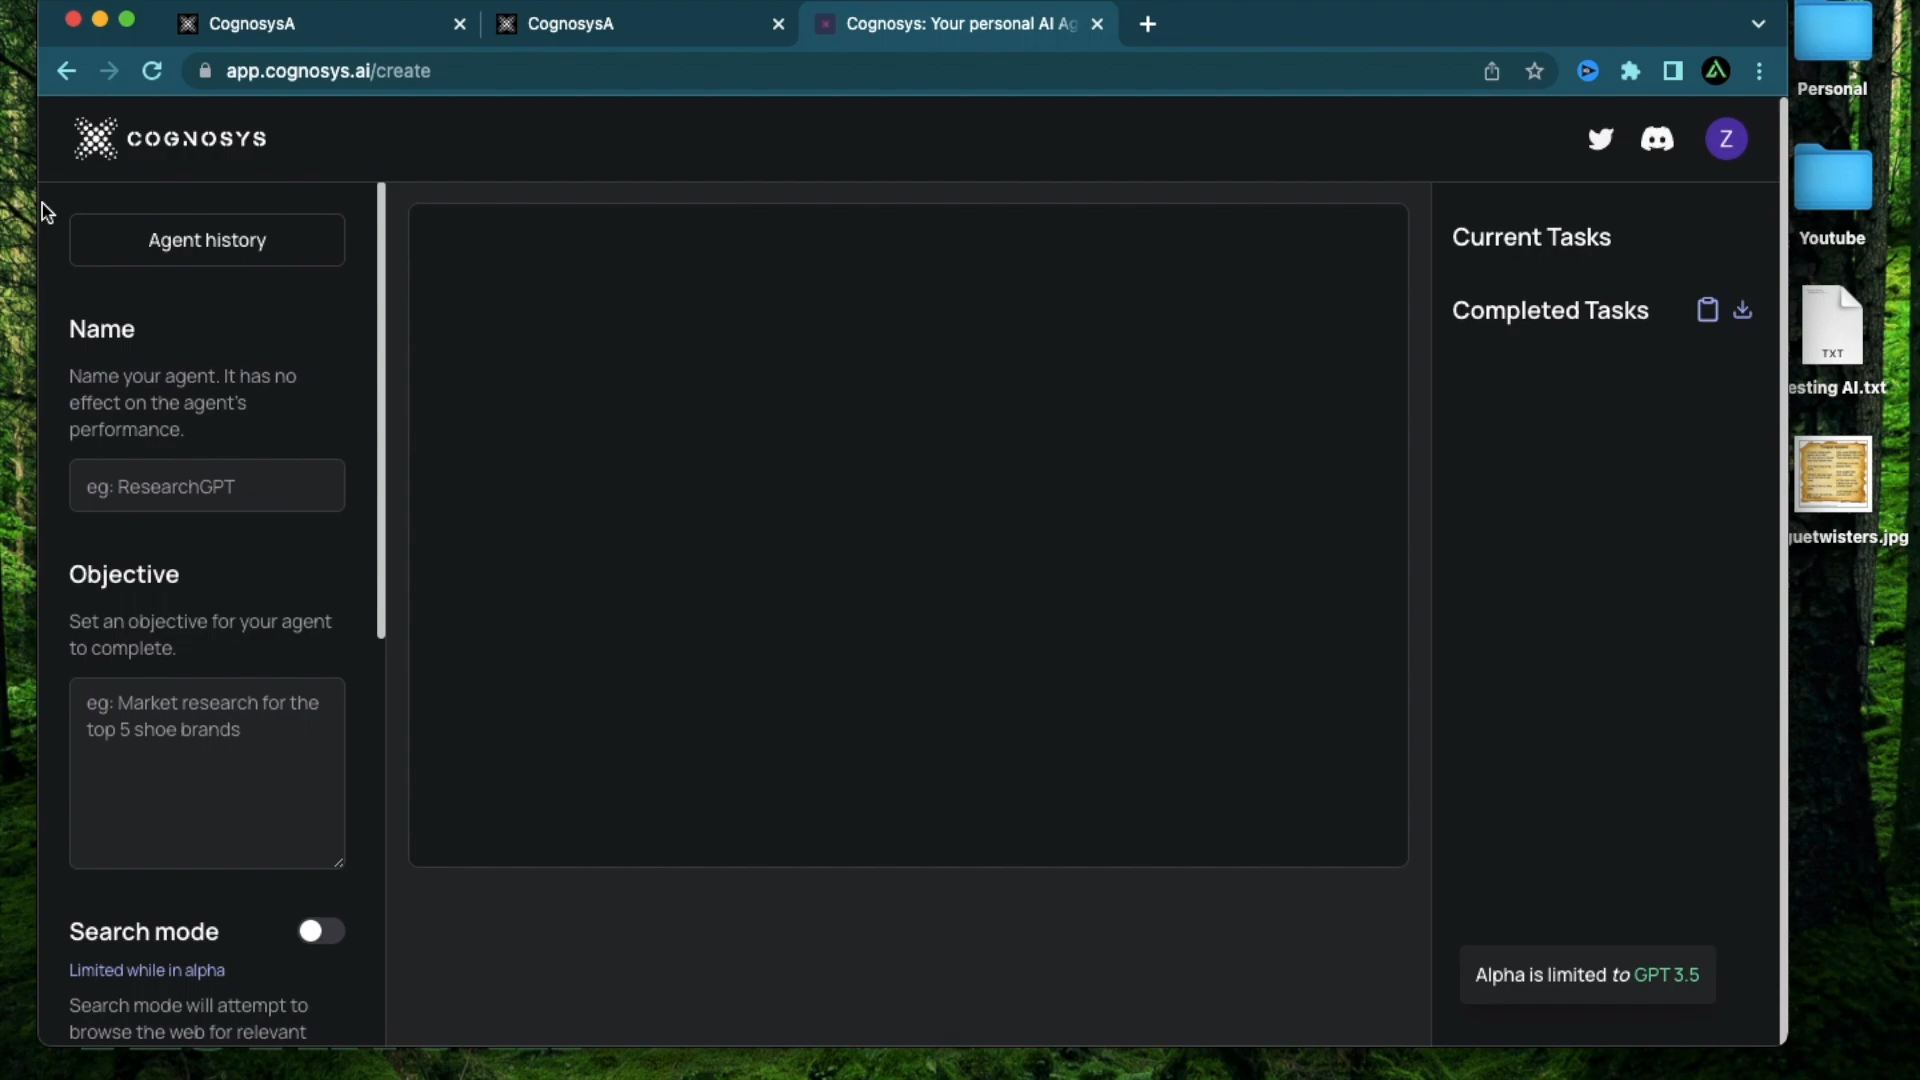 CognosysA
CognosysA
Cognosys: Your personal AI Ag
app.cognosys.ai/create
COGNOSYS
Z
Agent history
Name
Name your agent. It has no
effect on the agent's
performance.
eg: ResearchGPT
Objective
Set an objective for your agent
to complete.
eg: Market research for the
top 5 shoe brands
Search mode
Limited while in alpha
Search mode will attempt to
browse the web for relevant
Current Tasks
Completed Tasks
Alpha is limited to GPT 3.5
Personal
Youtube
TXT
esting AI.txt
guetwisters.jpg